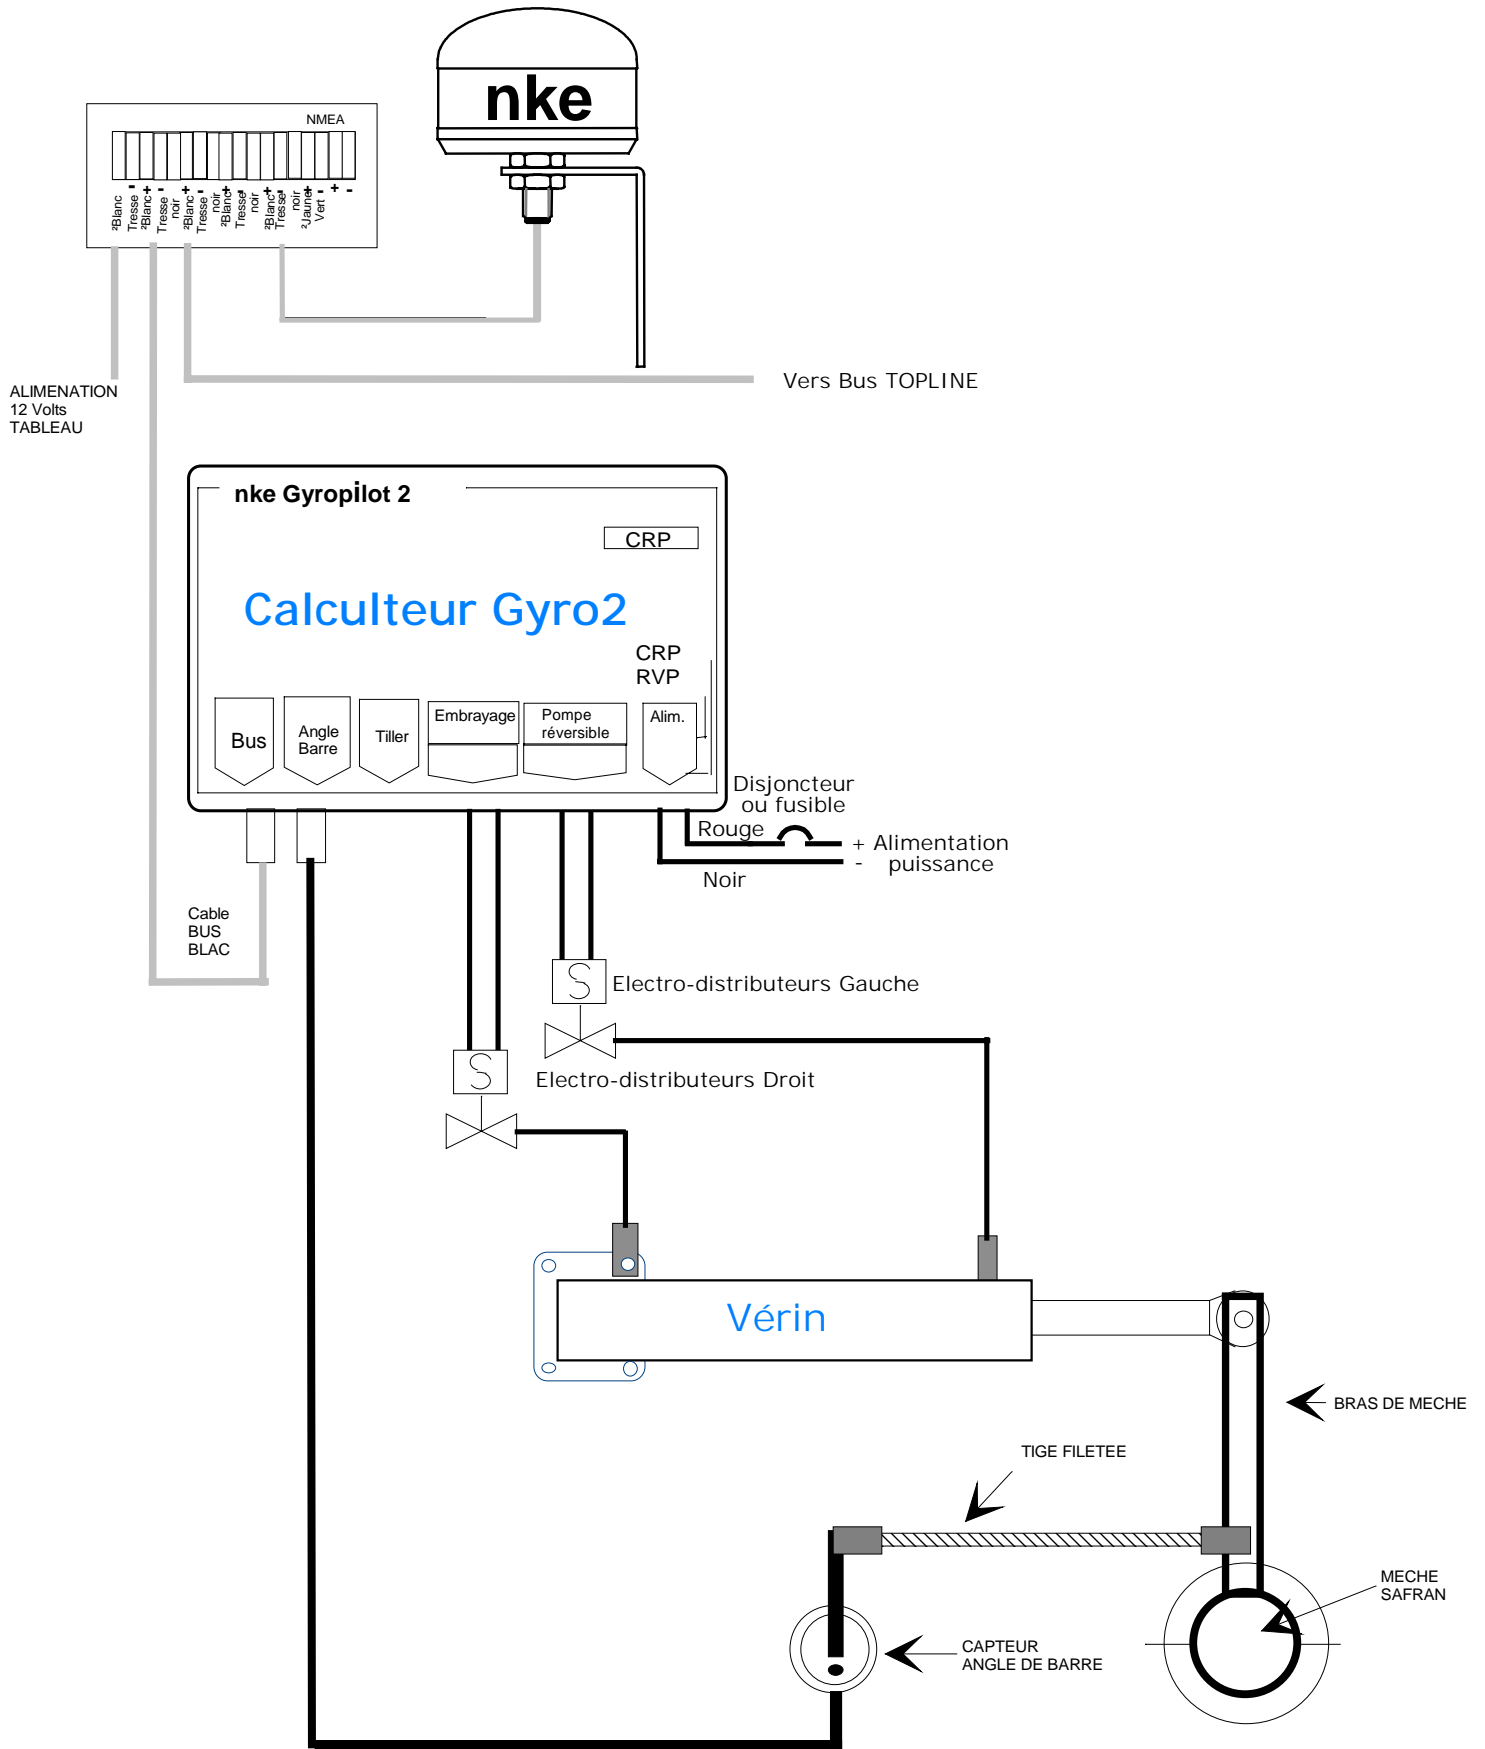 nke
NMEA
- + - + - + - + - + - + -
²Blanc
Tresse
²Blanc
Tresse
noir
²Blanc
Tresse
noir
²Blanc
Tresse
noir
²Blanc
Tresse
noir
²Jaune
Vert
ALIMENATION
12 Volts
TABLEAU
Vers Bus TOPLINE
nke Gyropilot 2
CRP
Calculteur Gyro2
CRP
RVP
Bus
Angle
Barre
Tiller
Embrayage
Pompe
réversible
Alim.
Disjoncteur
ou fusible
Rouge
+ Alimentation
- puissance
Noir
Cable
BUS
BLAC
S
Electro-distributeurs Gauche
S
Electro-distributeurs Droit
Vérin
BRAS DE MECHE
TIGE FILETEE
MECHE
SAFRAN
CAPTEUR
ANGLE DE BARRE